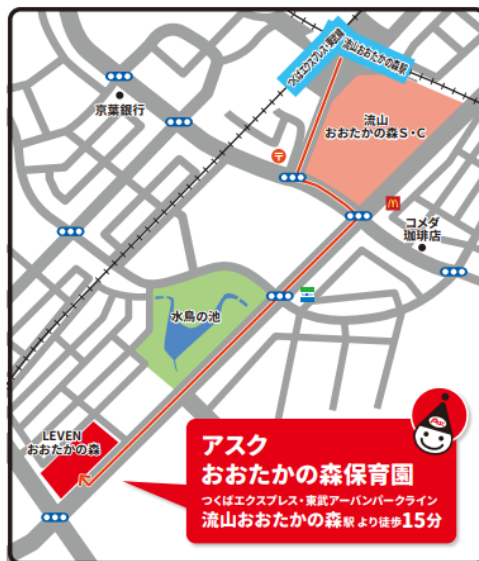 つくばエクスプレス・東武線
流山おおたかの森駅
京葉銀行
流山
おおたかの森S・C
コメダ
珈琲店
水鳥の池
LEVEN
おおたかの森
アスク
おおたかの森保育園
つくばエクスプレス・東武アーバンパークライン
流山おおたかの森駅より徒歩15分